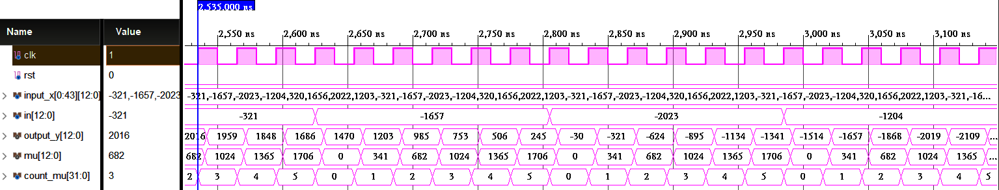 2,535.000 ns
Name Value 2,550 ns 2,600 ns 2,650 ns 2,700 ns 2,750 ns 2,800 ns 2,850 ns 2,900 ns 2,950 ns 3,000 ns 3,050 ns 3,100 ns
clk 1
rst 0
input_x[0:43][12:0] -321,-1657,-2023 -321,-1657,-2023,-1204,320,1656,2022,1203,-321,-1657,-2023,-1204,320,1656,2022,1203,-321,-1657,-2023,-1204,320,1656,2022,1203,-321,-16...
in[12:0] -321 -321 -1657 -2023 -1204
output_y[12:0] 2016 2016 1959 1848 1686 1470 1203 985 753 506 245 -30 -321 -624 -895 -1134 -1341 -1514 -1657 -1868 -2019 -2109 ...
mu[12:0] 682 682 1024 1365 1706 0 341 682 1024 1365 1706 0 341 682 1024 1365 1706 0 341 682 1024 1365 ...
count_mu[31:0] 3 2 3 4 5 0 1 2 3 4 5 0 1 2 3 4 5 0 1 2 3 4 5